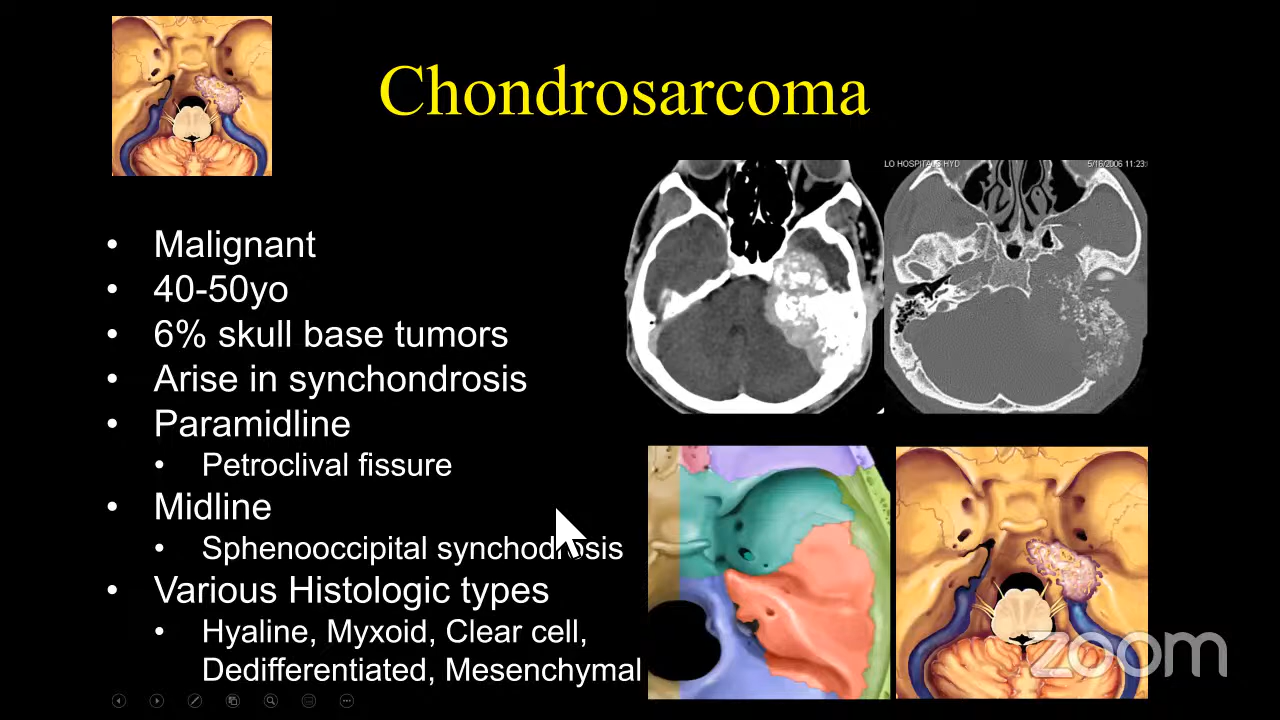 Chondrosarcoma
LO HOSPITALS HYD 5/16/2006 11:23:
• Malignant
• 40-50yo
• 6% skull base tumors
• Arise in synchondrosis
• Paramidline
• Petroclival fissure
• Midline
• Sphenooccipital synchodrosis
• Various Histologic types
• Hyaline, Myxoid, Clear cell,
Dedifferentiated, Mesenchymal
zoom